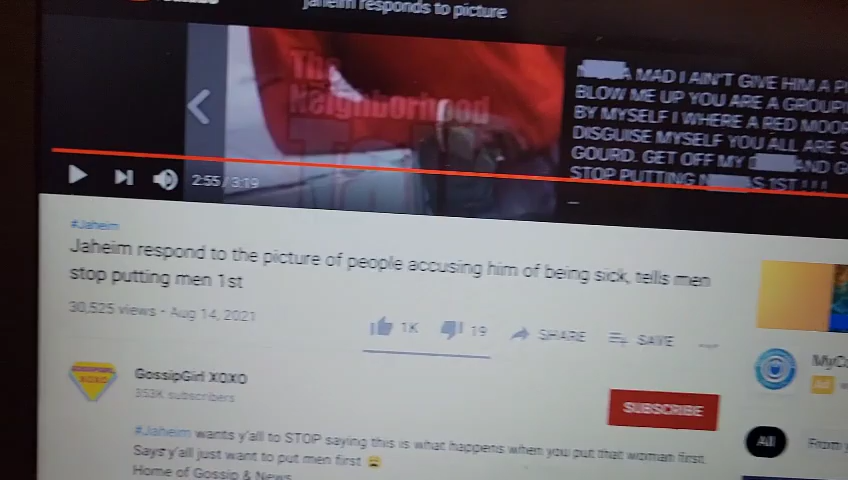 jaheim responds to picture
The
Neighborhood
A MAD I AIN'T GIVE HIM A
BLOW ME UP YOU ARE A
BY MYSELF I WHERE A RED
DISGUISE MYSELF YOU ALL ARE
GOURD. GET OFF MY D AND
STOP PUTTING N S 1ST !!!
2:55 / 3:19
#Jaheim
Jaheim respond to the picture of people accusing him of being sick, tells men
stop putting men 1st
30,525 views • Aug 14, 2021
1K 19 SHARE SAVE
GossipGirl XOXO
353K subscribers
SUBSCRIBE
#Jaheim wants y'all to STOP saying this is what happens when you put that woman first.
Says y'all just want to put men first
Home of Gossip & News
Ad
All
From